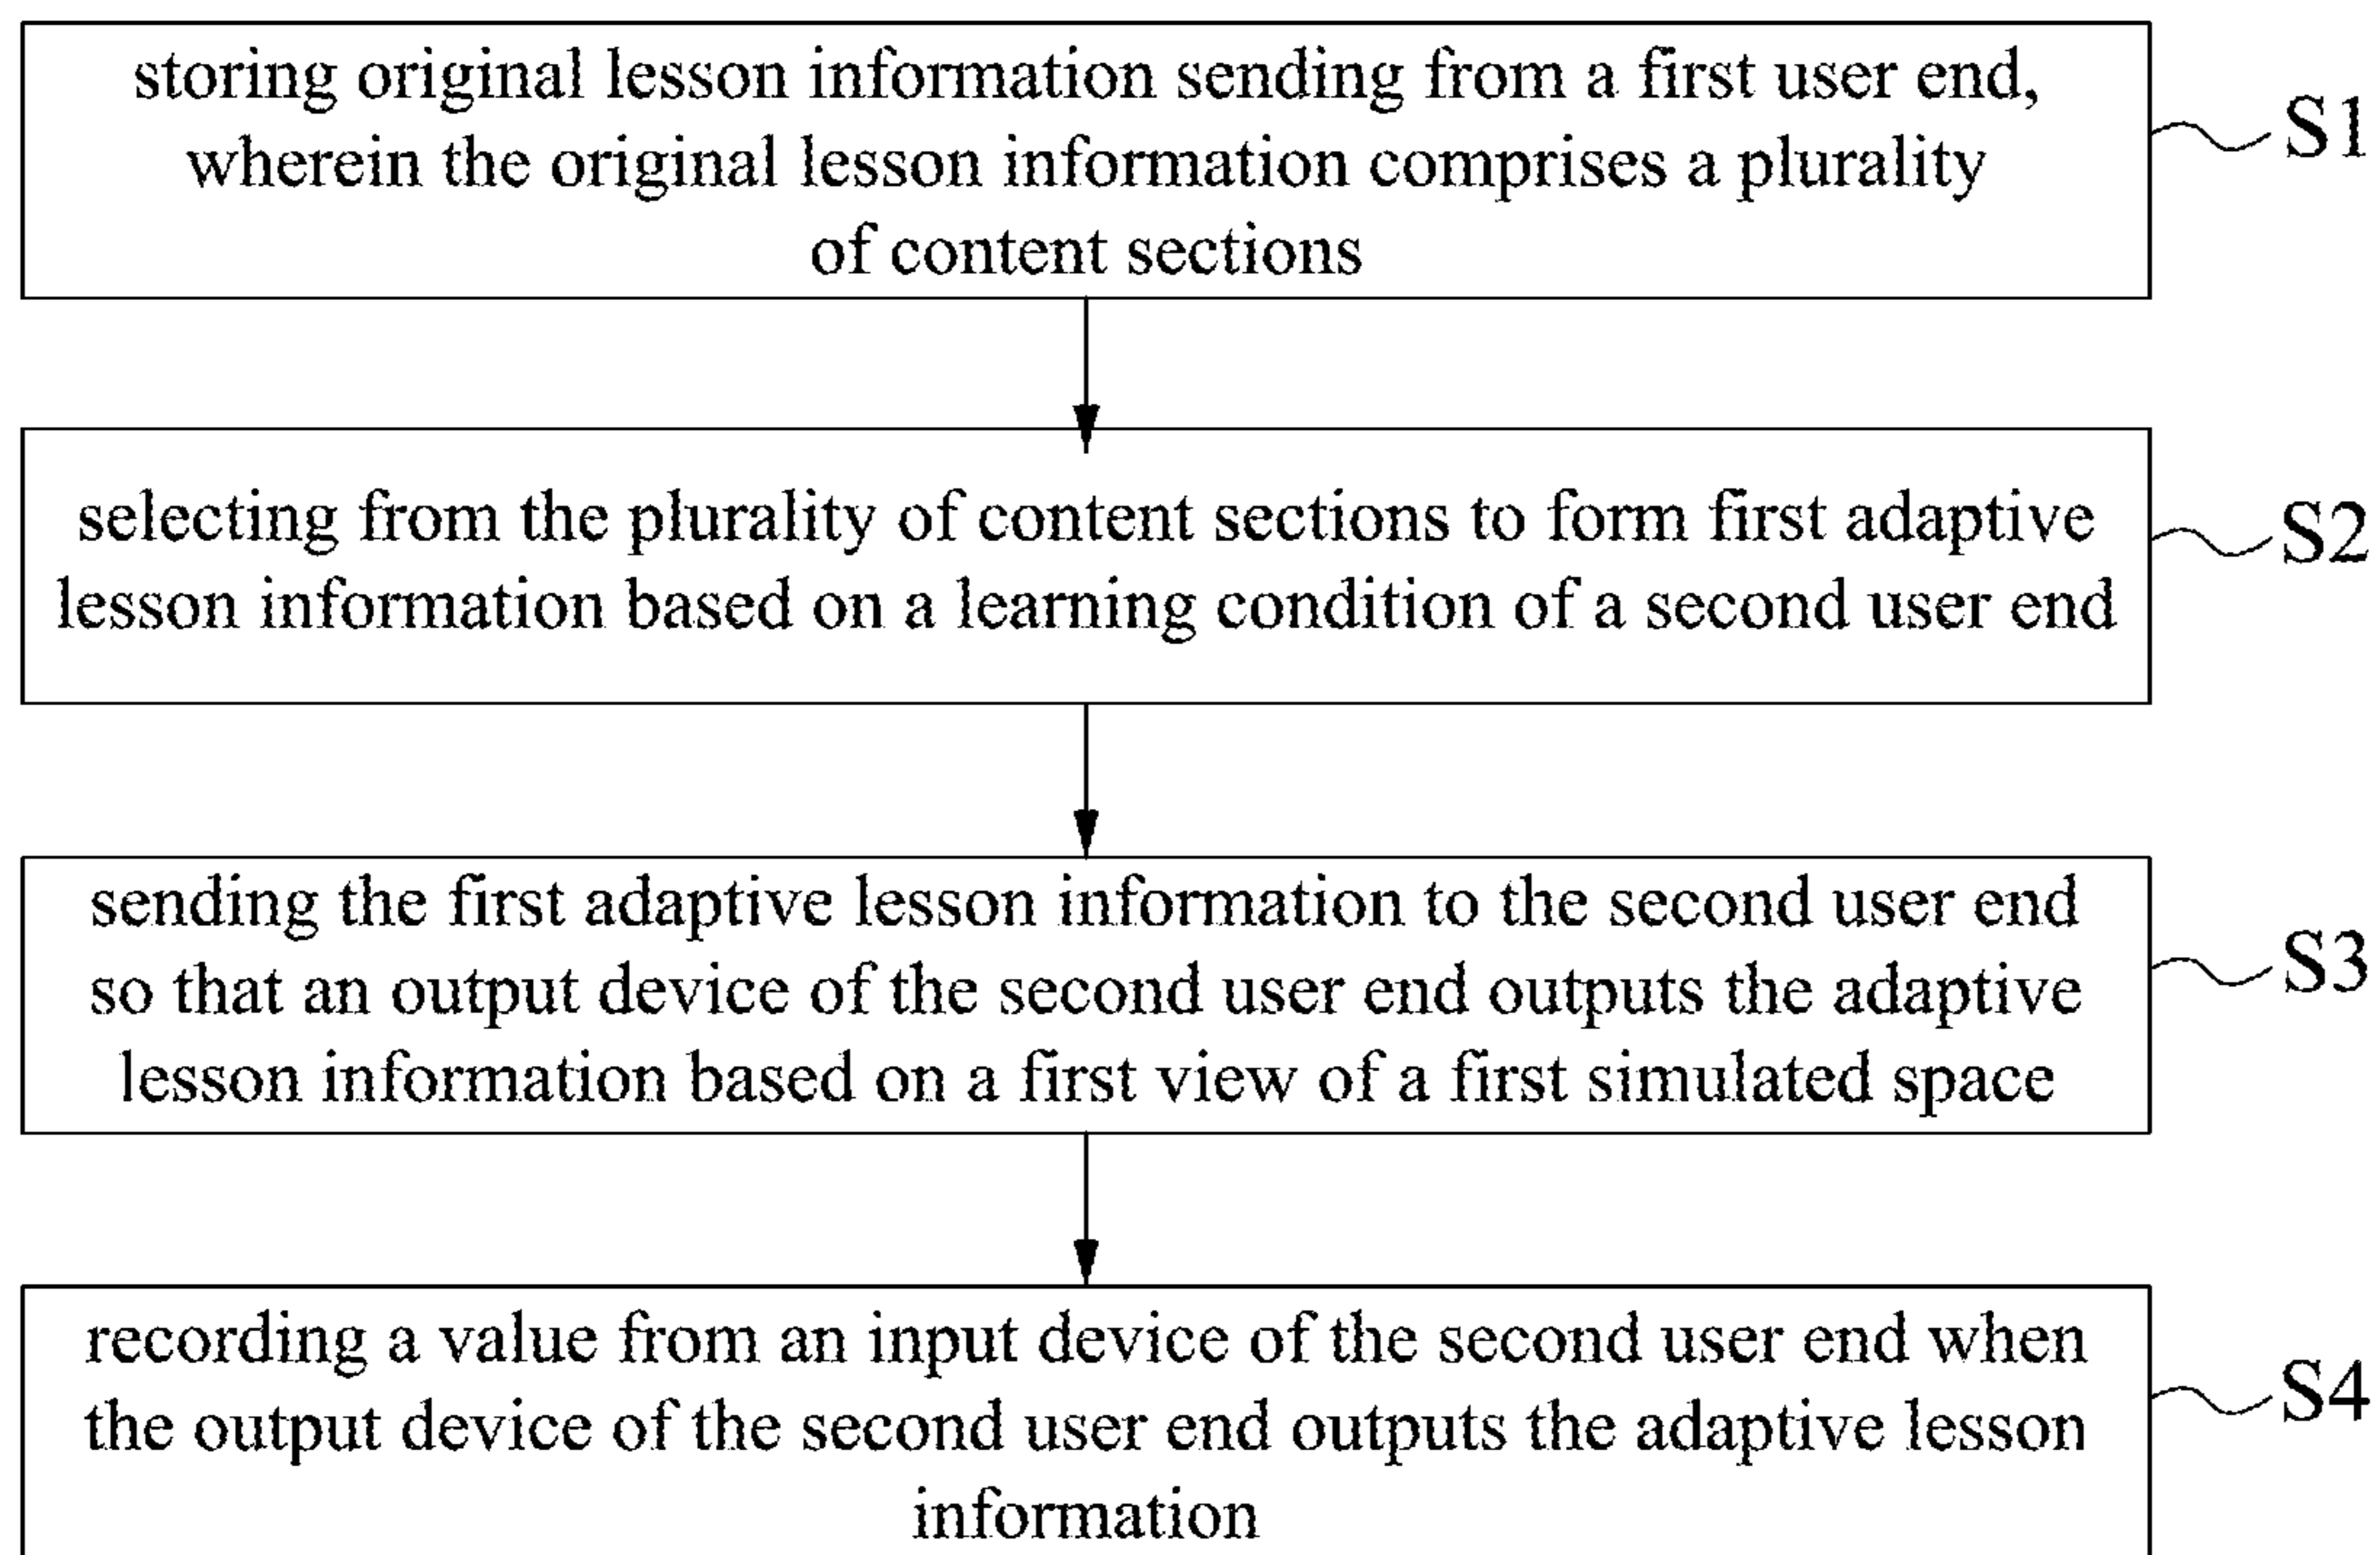 storing original lesson information sending from a first user end,
wherein the original lesson information comprises a plurality
of content sections
S1
selecting from the plurality of content sections to form first adaptive
lesson information based on a learning condition of a second user end
S2
sending the first adaptive lesson information to the second user end
so that an output device of the second user end outputs the adaptive
lesson information based on a first view of a first simulated space
S3
recording a value from an input device of the second user end when
the output device of the second user end outputs the adaptive lesson
information
S4